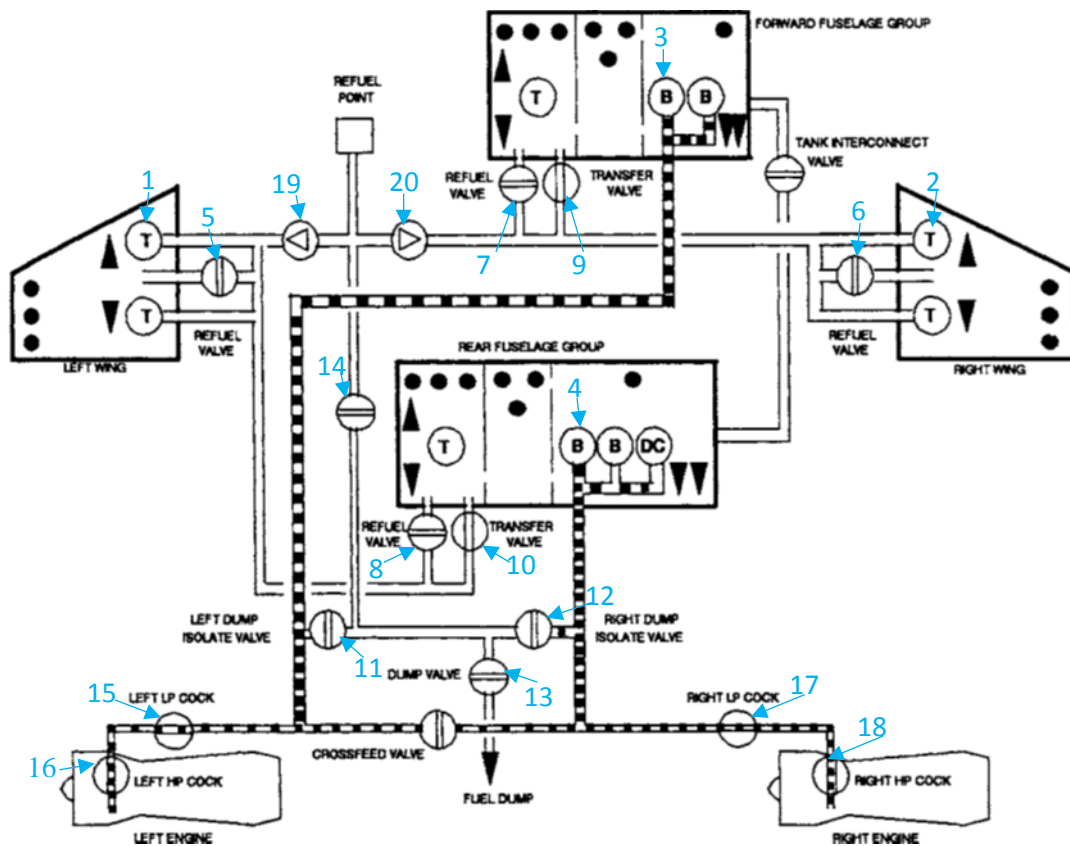 FORWARD FUSELAGE GROUP
3
B
B
T
REFUEL
POINT
TANK INTERCONNECT
VALVE
REFUEL
VALVE
TRANSFER
VALVE
1
19
20
2
5
6
7
9
T
T
T
T
REFUEL
VALVE
LEFT WING
REFUEL
VALVE
RIGHT WING
REAR FUSELAGE GROUP
14
4
T
B
B
DC
REFUEL
VALVE
TRANSFER
VALVE
8
10
12
LEFT DUMP
ISOLATE VALVE
RIGHT DUMP
ISOLATE VALVE
11
DUMP VALVE
13
15
LEFT LP COCK
RIGHT LP COCK
17
CROSSFEED VALVE
16
LEFT HP COCK
18
RIGHT HP COCK
FUEL DUMP
LEFT ENGINE
RIGHT ENGINE